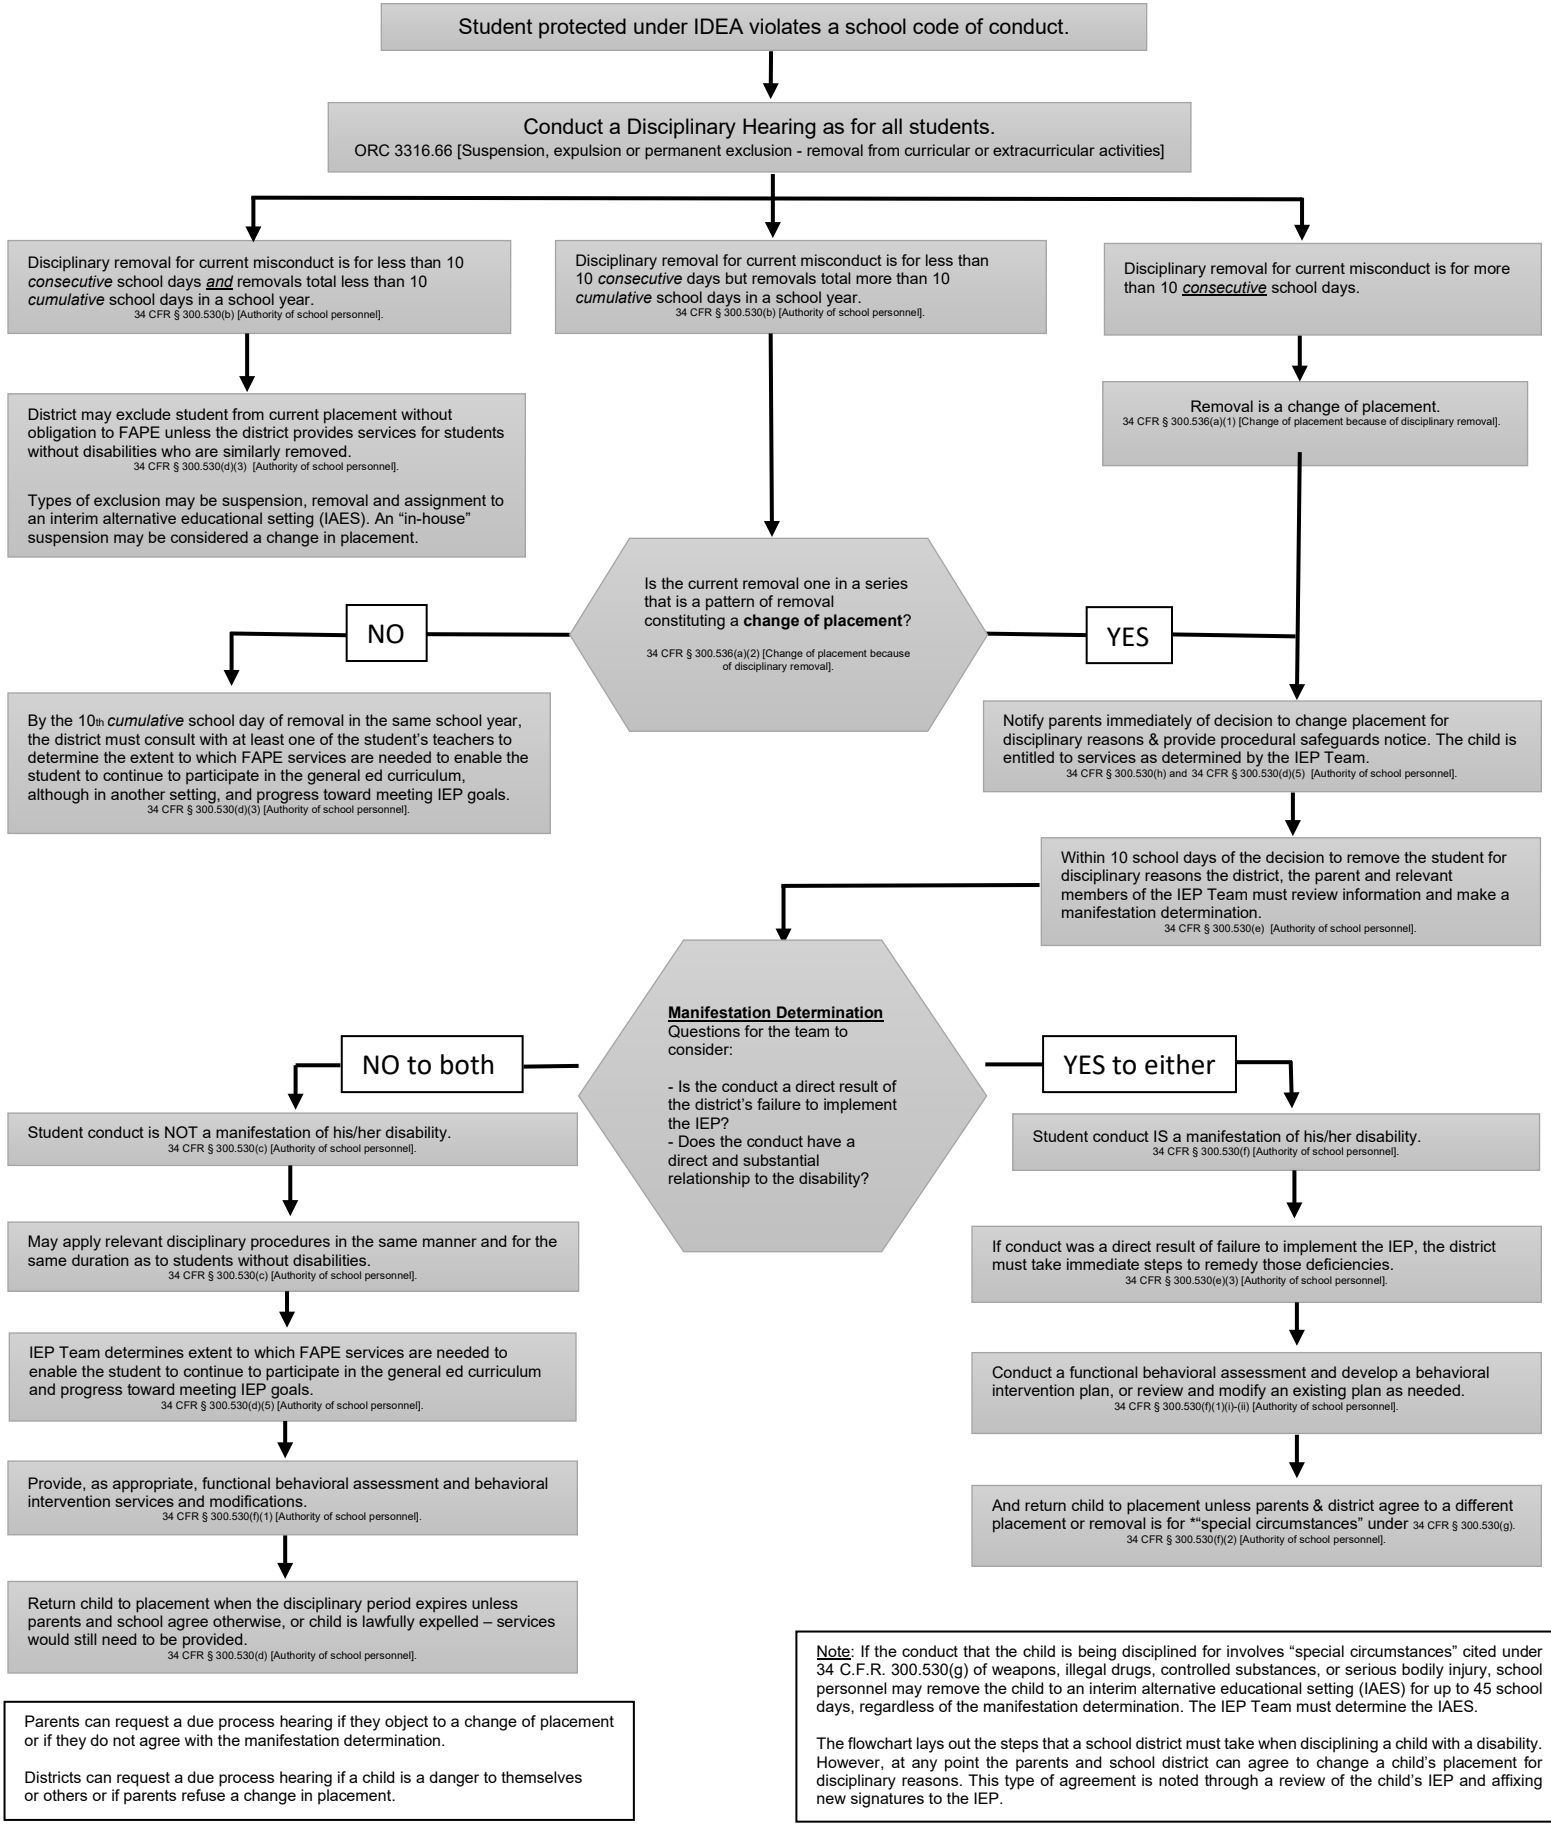 Student protected under IDEA violates a school code of conduct.
Conduct a Disciplinary Hearing as for all students.
ORC 3316.66 [Suspension, expulsion or permanent exclusion - removal from curricular or extracurricular activities]
Disciplinary removal for current misconduct is for less than 10
consecutive school days and removals total less than 10
cumulative school days in a school year.
34 CFR § 300.530(b) [Authority of school personnel].
Disciplinary removal for current misconduct is for less than
10 consecutive days but removals total more than 10
cumulative school days in a school year.
34 CFR § 300.530(b) [Authority of school personnel].
Disciplinary removal for current misconduct is for more
than 10 consecutive school days.
District may exclude student from current placement without
obligation to FAPE unless the district provides services for students
without disabilities who are similarly removed.
34 CFR § 300.530(d)(3) [Authority of school personnel].
Types of exclusion may be suspension, removal and assignment to
an interim alternative educational setting (IAES). An “in-house”
suspension may be considered a change in placement.
Removal is a change of placement.
34 CFR § 300.536(a)(1) [Change of placement because of disciplinary removal].
Is the current removal one in a series
that is a pattern of removal
constituting a change of placement?
34 CFR § 300.536(a)(2) [Change of placement because
of disciplinary removal].
NO
YES
By the 10th cumulative school day of removal in the same school year,
the district must consult with at least one of the student’s teachers to
determine the extent to which FAPE services are needed to enable the
student to continue to participate in the general ed curriculum,
although in another setting, and progress toward meeting IEP goals.
34 CFR § 300.530(d)(3) [Authority of school personnel].
Notify parents immediately of decision to change placement for
disciplinary reasons & provide procedural safeguards notice. The child is
entitled to services as determined by the IEP Team.
34 CFR § 300.530(h) and 34 CFR § 300.530(d)(5) [Authority of school personnel].
Within 10 school days of the decision to remove the student for
disciplinary reasons the district, the parent and relevant
members of the IEP Team must review information and make a
manifestation determination.
34 CFR § 300.530(e) [Authority of school personnel].
Manifestation Determination
Questions for the team to
consider:
- Is the conduct a direct result of
the district’s failure to implement
the IEP?
- Does the conduct have a
direct and substantial
relationship to the disability?
NO to both
YES to either
Student conduct is NOT a manifestation of his/her disability.
34 CFR § 300.530(c) [Authority of school personnel].
May apply relevant disciplinary procedures in the same manner and for the
same duration as to students without disabilities.
34 CFR § 300.530(c) [Authority of school personnel].
IEP Team determines extent to which FAPE services are needed to
enable the student to continue to participate in the general ed curriculum
and progress toward meeting IEP goals.
34 CFR § 300.530(d)(5) [Authority of school personnel].
Provide, as appropriate, functional behavioral assessment and behavioral
intervention services and modifications.
34 CFR § 300.530(f)(1) [Authority of school personnel].
Return child to placement when the disciplinary period expires unless
parents and school agree otherwise, or child is lawfully expelled – services
would still need to be provided.
34 CFR § 300.530(d) [Authority of school personnel].
Student conduct IS a manifestation of his/her disability.
34 CFR § 300.530(f) [Authority of school personnel].
If conduct was a direct result of failure to implement the IEP, the district
must take immediate steps to remedy those deficiencies.
34 CFR § 300.530(e)(3) [Authority of school personnel].
Conduct a functional behavioral assessment and develop a behavioral
intervention plan, or review and modify an existing plan as needed.
34 CFR § 300.530(f)(1)(i)-(ii) [Authority of school personnel].
And return child to placement unless parents & district agree to a different
placement or removal is for *“special circumstances” under 34 CFR § 300.530(g).
34 CFR § 300.530(f)(2) [Authority of school personnel].
Parents can request a due process hearing if they object to a change of placement
or if they do not agree with the manifestation determination.
Districts can request a due process hearing if a child is a danger to themselves
or others or if parents refuse a change in placement.
Note: If the conduct that the child is being disciplined for involves “special circumstances” cited under
34 C.F.R. 300.530(g) of weapons, illegal drugs, controlled substances, or serious bodily injury, school
personnel may remove the child to an interim alternative educational setting (IAES) for up to 45 school
days, regardless of the manifestation determination. The IEP Team must determine the IAES.
The flowchart lays out the steps that a school district must take when disciplining a child with a disability.
However, at any point the parents and school district can agree to change a child’s placement for
disciplinary reasons. This type of agreement is noted through a review of the child’s IEP and affixing
new signatures to the IEP.